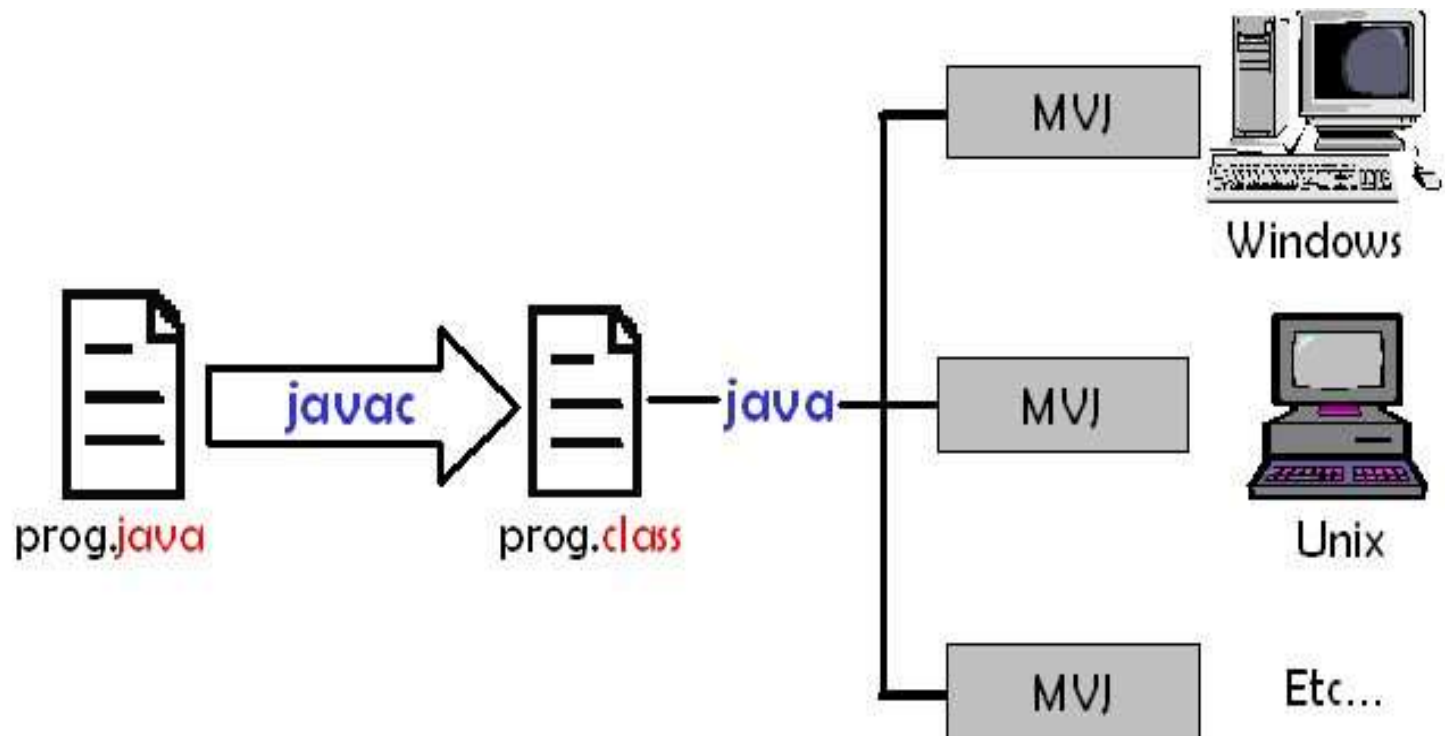 MVJ
Windows
prog.java
javac
prog.class
java
MVJ
Unix
MVJ
Etc...